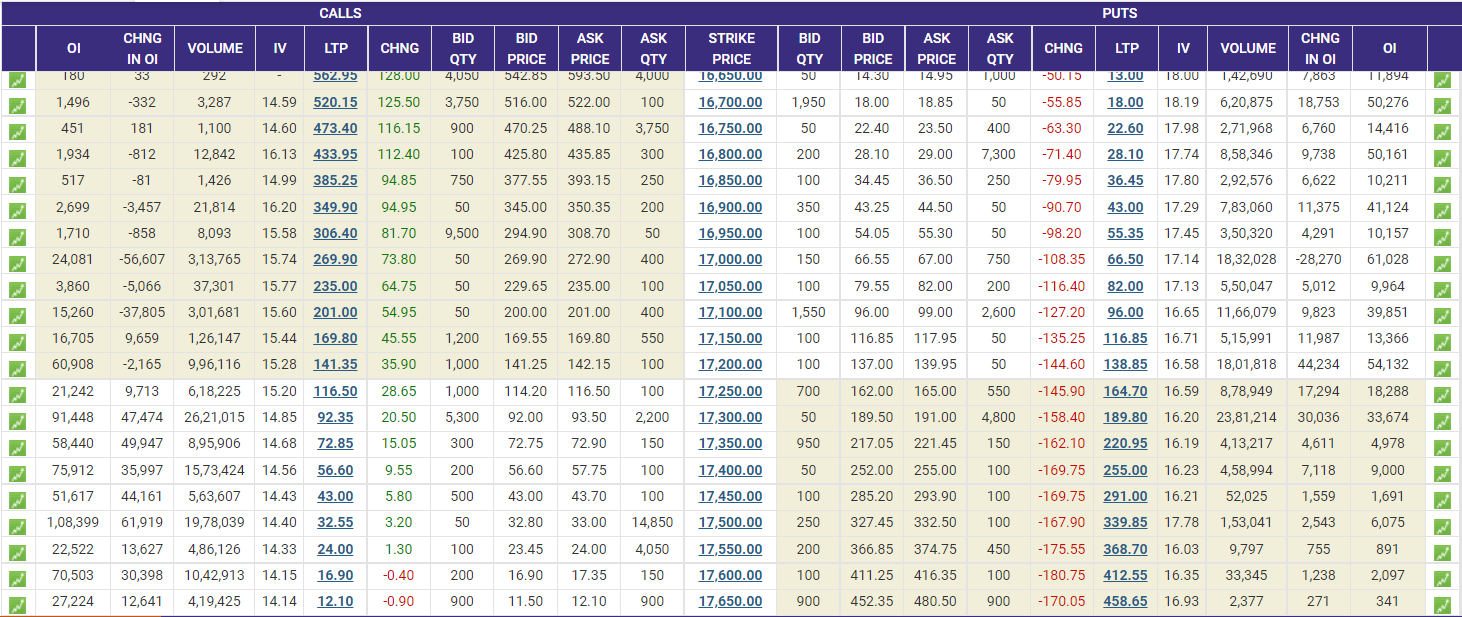 CALLS PUTS
OI CHNG IN OI VOLUME IV LTP CHNG BID QTY BID PRICE ASK PRICE ASK QTY STRIKE PRICE BID QTY BID PRICE ASK PRICE ASK QTY CHNG LTP IV VOLUME CHNG IN OI OI
180 33 292 - 562.95 128.00 4,050 542.85 593.50 4,000 16,650.00 50 14.30 14.95 1,000 -50.15 13.00 18.00 1,42,690 7,863 11,894
1,496 -332 3,287 14.59 520.15 125.50 3,750 516.00 522.00 100 16,700.00 1,950 18.00 18.85 50 -55.85 18.00 18.19 6,20,875 18,753 50,276
451 181 1,100 14.60 473.40 116.15 900 470.25 488.10 3,750 16,750.00 50 22.40 23.50 400 -63.30 22.60 17.98 2,71,968 6,760 14,416
1,934 -812 12,842 16.13 433.95 112.40 100 425.80 435.85 300 16,800.00 200 28.10 29.00 7,300 -71.40 28.10 17.74 8,58,346 9,738 50,161
517 -81 1,426 14.99 385.25 94.85 750 377.55 393.15 250 16,850.00 100 34.45 36.50 250 -79.95 36.45 17.80 2,92,576 6,622 10,211
2,699 -3,457 21,814 16.20 349.90 94.95 50 345.00 350.35 200 16,900.00 350 43.25 44.50 50 -90.70 43.00 17.29 7,83,060 11,375 41,124
1,710 -858 8,093 15.58 306.40 81.70 9,500 294.90 308.70 50 16,950.00 100 54.05 55.30 50 -98.20 55.35 17.45 3,50,320 4,291 10,157
24,081 -56,607 3,13,765 15.74 269.90 73.80 50 269.90 272.90 400 17,000.00 150 66.55 67.00 750 -108.35 66.50 17.14 18,32,028 -28,270 61,028
3,860 -5,066 37,301 15.77 235.00 64.75 50 229.65 235.00 100 17,050.00 100 79.55 82.00 200 -116.40 82.00 17.13 5,50,047 5,012 9,964
15,260 -37,805 3,01,681 15.60 201.00 54.95 50 200.00 201.00 400 17,100.00 1,550 96.00 99.00 2,600 -127.20 96.00 16.65 11,66,079 9,823 39,851
16,705 9,659 1,26,147 15.44 169.80 45.55 1,200 169.55 169.80 550 17,150.00 100 116.85 117.95 50 -135.25 116.85 16.71 5,15,991 11,987 13,366
60,908 -2,165 9,96,116 15.28 141.35 35.90 1,000 141.25 142.15 100 17,200.00 100 137.00 139.95 50 -144.60 138.85 16.58 18,01,818 44,234 54,132
21,242 9,713 6,18,225 15.20 116.50 28.65 1,000 114.20 116.50 100 17,250.00 700 162.00 165.00 550 -145.90 164.70 16.59 8,78,949 17,294 18,288
91,448 47,474 26,21,015 14.85 92.35 20.50 5,300 92.00 93.50 2,200 17,300.00 50 189.50 191.00 4,800 -158.40 189.80 16.20 23,81,214 30,036 33,674
58,440 49,947 8,95,906 14.68 72.85 15.05 300 72.75 72.90 150 17,350.00 950 217.05 221.45 150 -162.10 220.95 16.19 4,13,217 4,611 4,978
75,912 35,997 15,73,424 14.56 56.60 9.55 200 56.60 57.75 100 17,400.00 50 252.00 255.00 100 -169.75 255.00 16.23 4,58,994 7,118 9,000
51,617 44,161 5,63,607 14.43 43.00 5.80 500 43.00 43.70 100 17,450.00 100 285.20 293.90 100 -169.75 291.00 16.21 52,025 1,559 1,691
1,08,399 61,919 19,78,039 14.40 32.55 3.20 50 32.80 33.00 14,850 17,500.00 250 327.45 332.50 100 -167.90 339.85 17.78 1,53,041 2,543 6,075
22,522 13,627 4,86,126 14.33 24.00 1.30 100 23.45 24.00 4,050 17,550.00 200 366.85 374.75 450 -175.55 368.70 16.03 9,797 755 891
70,503 30,398 10,42,913 14.15 16.90 -0.40 200 16.90 17.35 150 17,600.00 100 411.25 416.35 100 -180.75 412.55 16.35 33,345 1,238 2,097
27,224 12,641 4,19,425 14.14 12.10 -0.90 900 11.50 12.10 900 17,650.00 900 452.35 480.50 900 -170.05 458.65 16.93 2,377 271 341